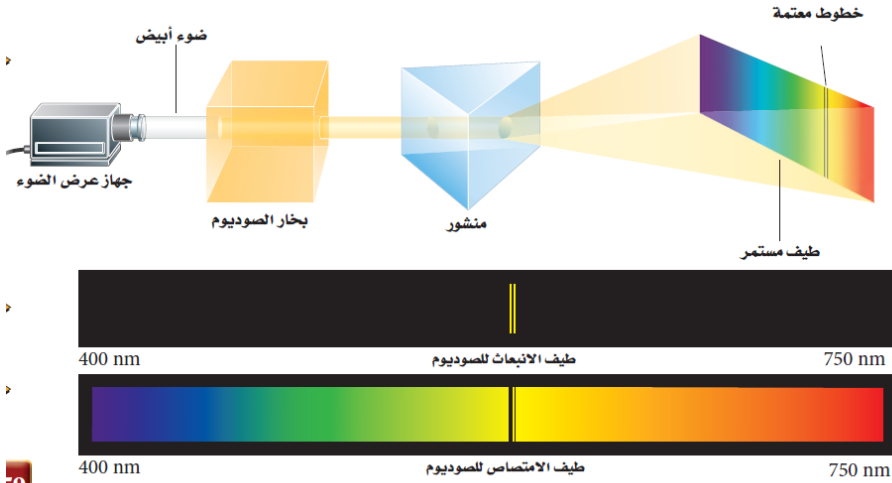 خطوط معتمة
ضوء أبيض
جهاز عرض الضوء
بخار الصوديوم
منشور
طيف مستمر
400 nm
طيف الانبعاث للصوديوم
750 nm
400 nm
طيف الامتصاص للصوديوم
750 nm